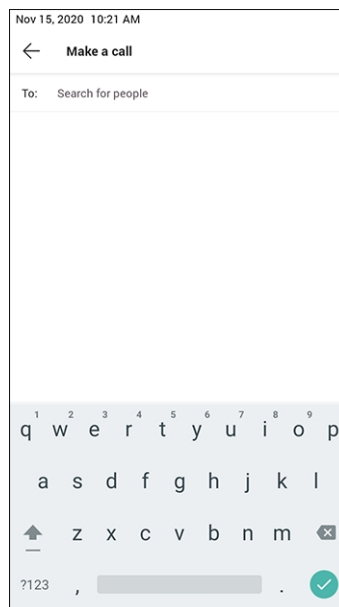 Nov 15, 2020 10:21 AM
Make a call
To: Search for people
1 2 3 4 5 6 7 8 9
q w e r t y u i o p
a s d f g h j k l
z x c v b n m
?123 , .